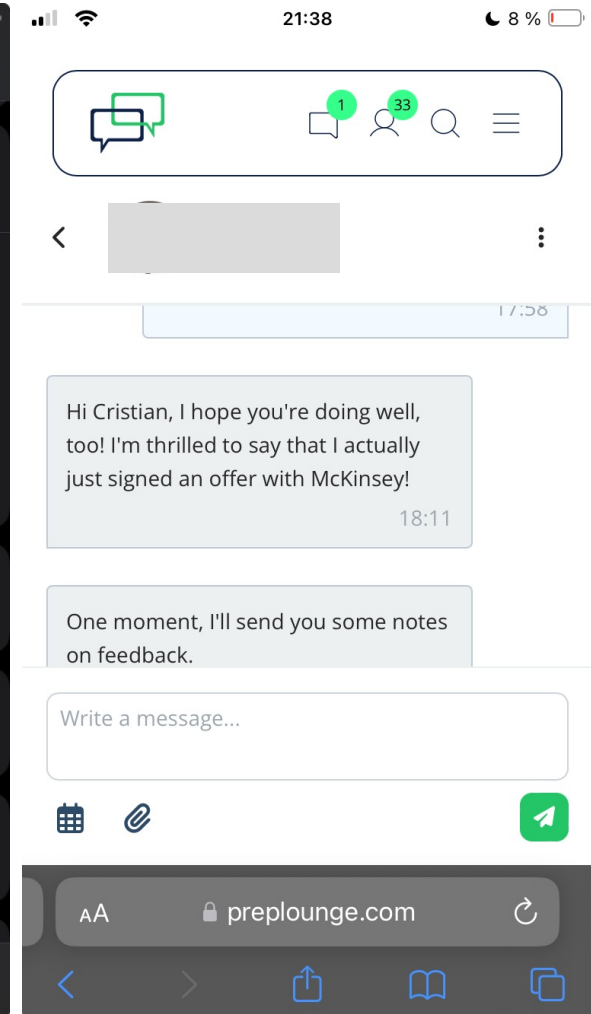 21:38
8 %
1
33
17:58
Hi Cristian, I hope you're doing well,
too! I'm thrilled to say that I actually
just signed an offer with McKinsey!
18:11
One moment, I'll send you some notes
on feedback.
Write a message...
AA
preplounge.com